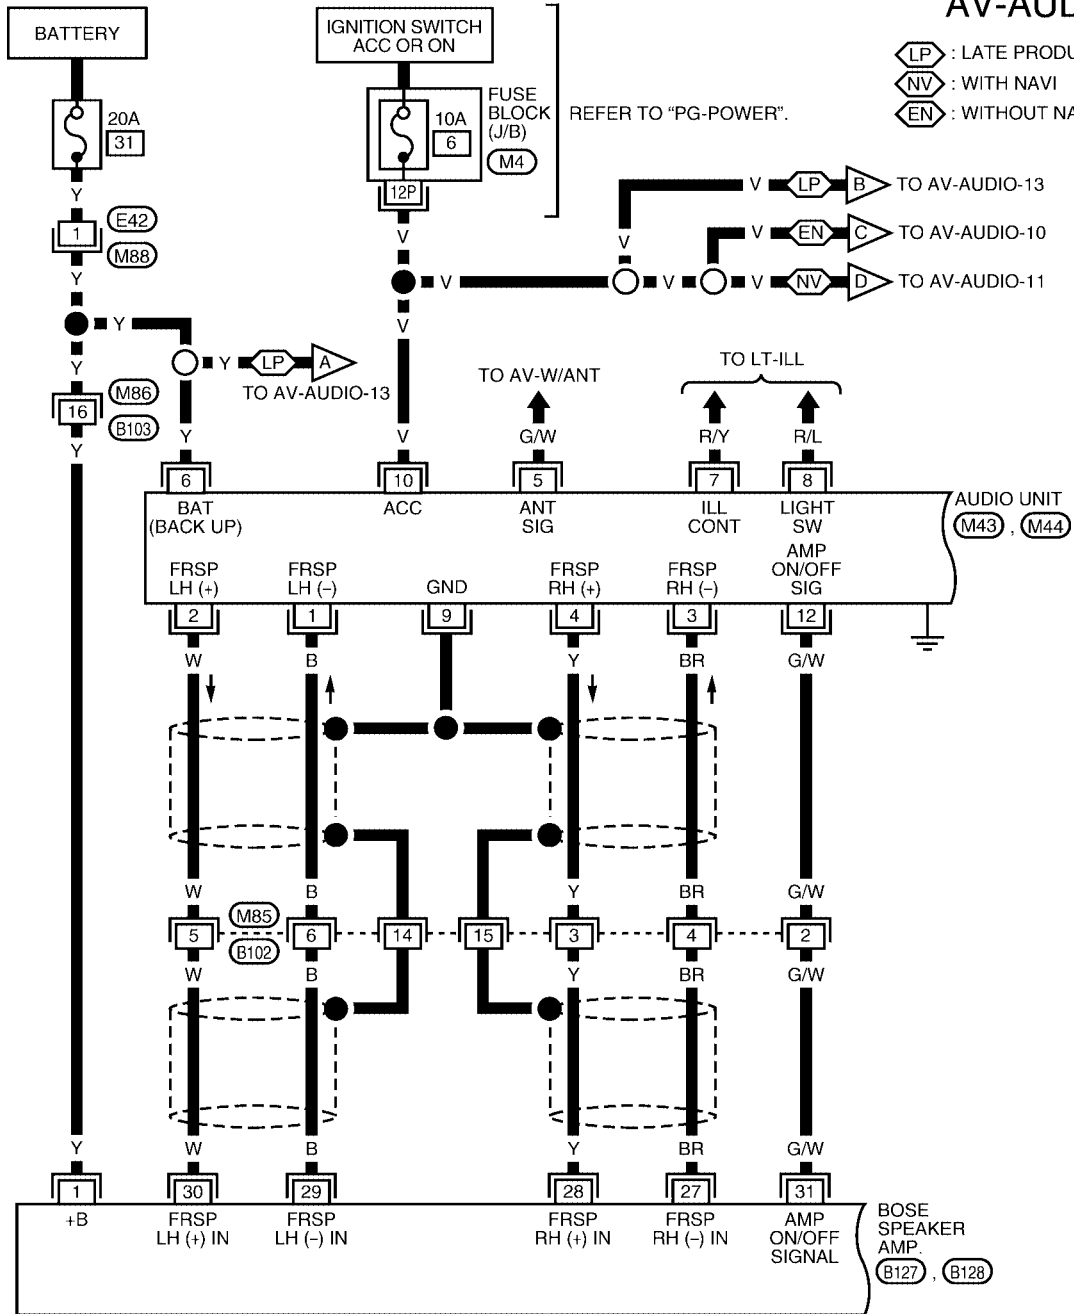 AV-AUD
BATTERY
IGNITION SWITCH
ACC OR ON
LP : LATE PRODU
NV : WITH NAVI
EN : WITHOUT NA
20A
31
10A
6
FUSE
BLOCK
(J/B)
M4
REFER TO “PG-POWER”.
12P
Y
1
E42
M88
Y
V
V
V
LP
B
TO AV-AUDIO-13
V
EN
C
TO AV-AUDIO-10
V
V
V
NV
D
TO AV-AUDIO-11
Y
V
Y
Y
LP
A
TO AV-AUDIO-13
M86
16
B103
Y
Y
V
TO AV-W/ANT
G/W
TO LT-ILL
R/Y
R/L
6
10
5
7
8
BAT
(BACK UP)
ACC
ANT
SIG
ILL
CONT
LIGHT
SW
AUDIO UNIT
M43 , M44
FRSP
LH (+)
FRSP
LH (–)
GND
FRSP
RH (+)
FRSP
RH (–)
AMP
ON/OFF
SIG
2
1
9
4
3
12
W
B
Y
BR
G/W
W
B
Y
BR
G/W
M85
B102
5
6
14
15
3
4
2
W
B
Y
BR
G/W
Y
W
B
Y
BR
G/W
1
30
29
28
27
31
+B
FRSP
LH (+) IN
FRSP
LH (–) IN
FRSP
RH (+) IN
FRSP
RH (–) IN
AMP
ON/OFF
SIGNAL
BOSE
SPEAKER
AMP.
B127 , B128